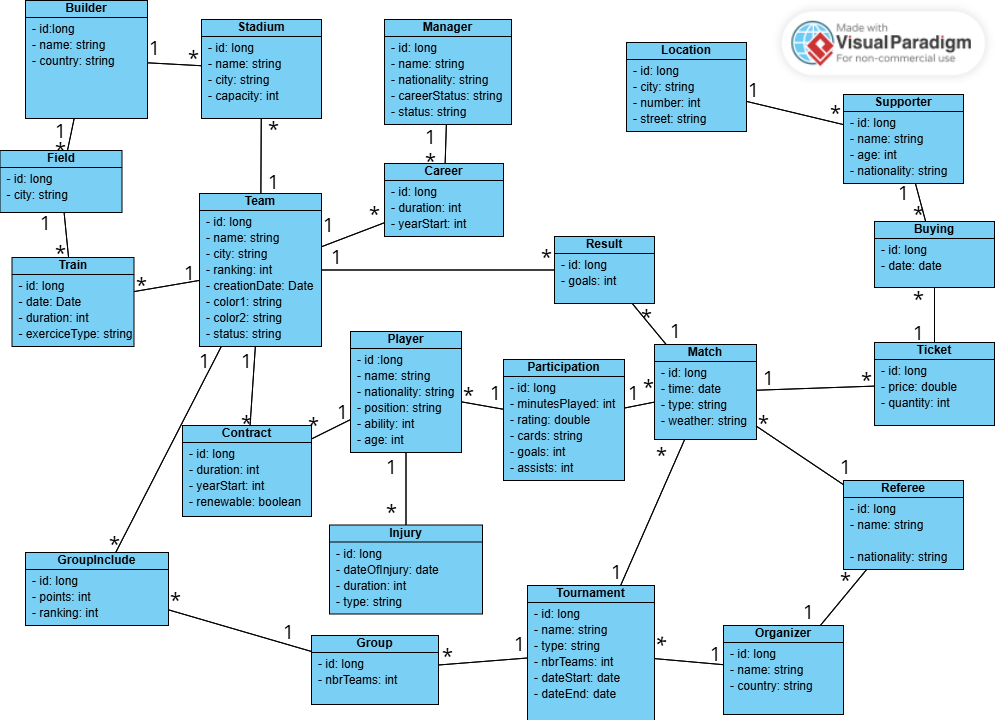 Builder
- id:long
- name: string
- country: string
1
*
Stadium
- id: long
- name: string
- city: string
- capacity: int
Manager
- id: long
- name: string
- nationality: string
- careerStatus: string
- status: string
Location
- id: long
- city: string
- number: int
- street: string
1
*
Made with
Visual Paradigm
For non-commercial use
Supporter
- id: long
- name: string
- age: int
- nationality: string
1
*
Field
- id: long
- city: string
*
1
1
*
Career
- id: long
- duration: int
- yearStart: int
1
*
Buying
- id: long
- date: date
1
*
Train
- id: long
- date: Date
- duration: int
- exerciceType: string
*
1
Team
- id: long
- name: string
- city: string
- ranking: int
- creationDate: Date
- color1: string
- color2: string
- status: string
1
*
1
*
Result
- id: long
- goals: int
*
1
*
1
Ticket
- id: long
- price: double
- quantity: int
1
1
*
Player
- id :long
- name: string
- nationality: string
- position: string
- ability: int
- age: int
*
1
Participation
- id: long
- minutesPlayed: int
- rating: double
- cards: string
- goals: int
- assists: int
1
*
Match
- id: long
- time: date
- type: string
- weather: string
1
*
Contract
- id: long
- duration: int
- yearStart: int
- renewable: boolean
*
1
1
*
Injury
- id: long
- dateOfInjury: date
- duration: int
- type: string
*
1
*
1
Referee
- id: long
- name: string
- nationality: string
*
GroupInclude
- id: long
- points: int
- ranking: int
*
1
Group
- id: long
- nbrTeams: int
*
1
Tournament
- id: long
- name: string
- type: string
- nbrTeams: int
- dateStart: date
- dateEnd: date
*
1
*
1
Organizer
- id: long
- name: string
- country: string